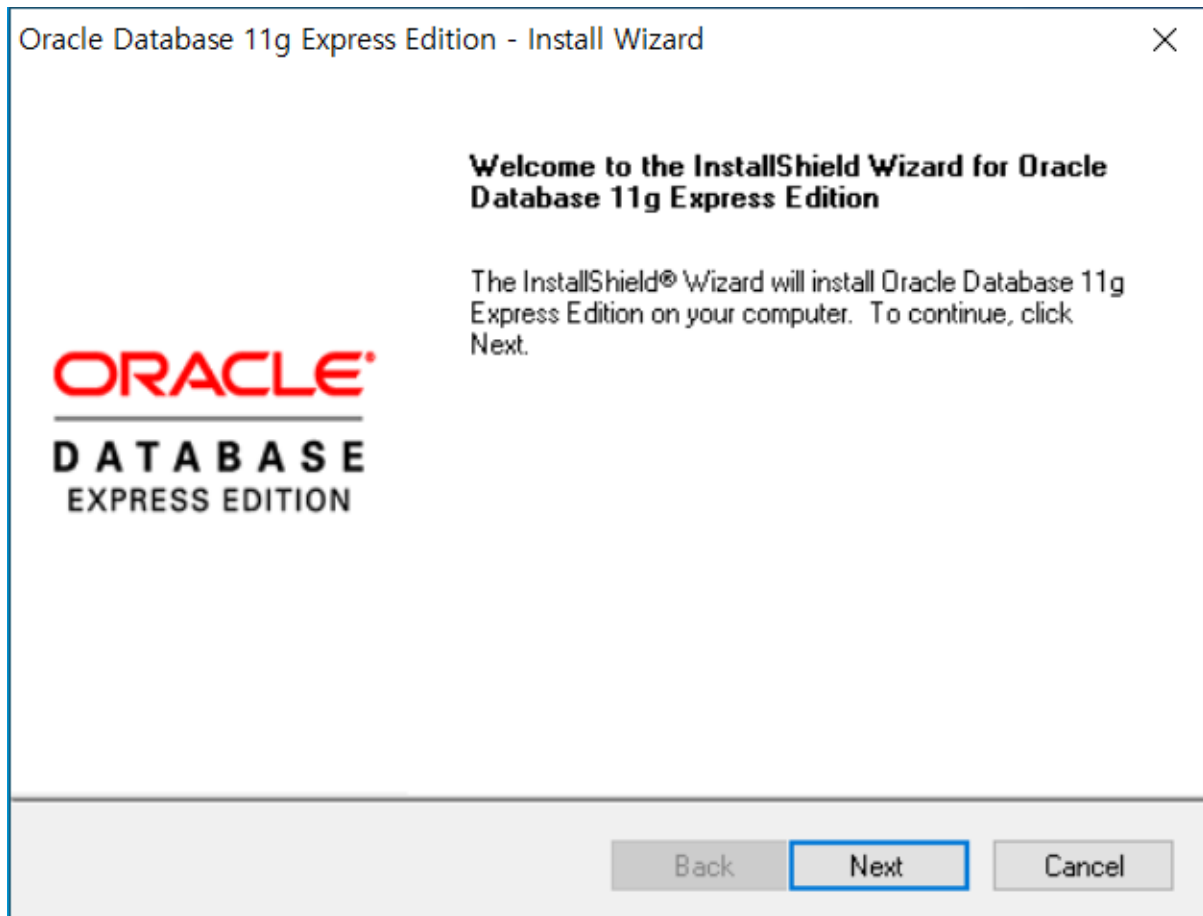 Oracle Database 11g Express Edition - Install Wizard
Welcome to the InstallShield Wizard for Oracle
Database 11g Express Edition
The InstallShield® Wizard will install Oracle Database 11g
Express Edition on your computer.  To continue, click
Next.
ORACLE®
DATABASE
EXPRESS EDITION
Back
Next
Cancel